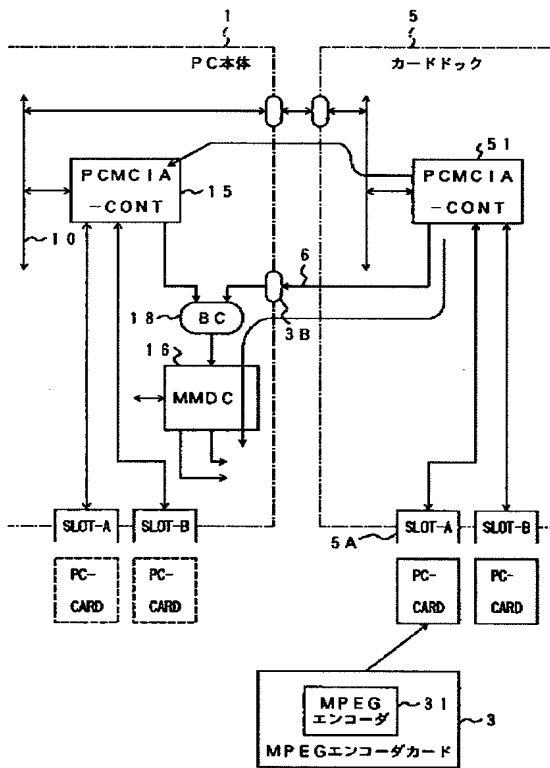 1
5
PC本体
カードドック
51
PCMCIA
-CONT
15
PCMCIA
-CONT
10
6
18
BC
3B
16
MMDC
SLOT-A
SLOT-B
5A
SLOT-A
SLOT-B
PC-
CARD
PC-
CARD
PC-
CARD
PC-
CARD
MPEG
エンコーダ
31
3
MPEGエンコーダカード